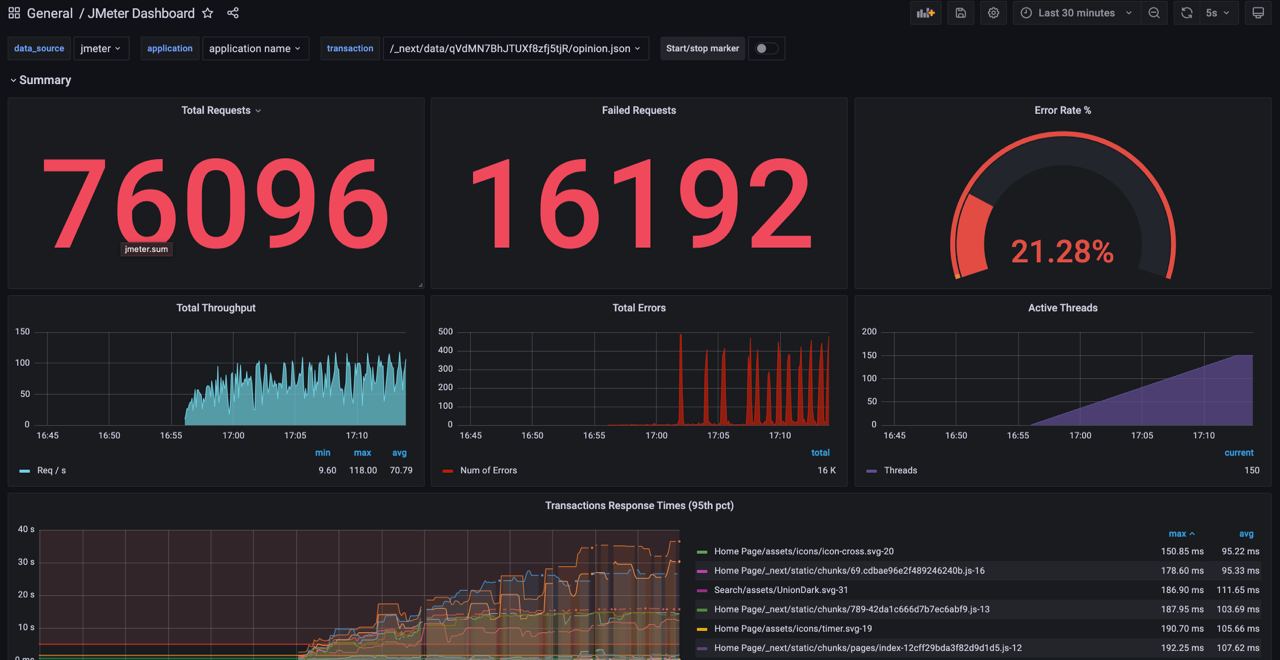 General / JMeter Dashboard
Last 30 minutes
5s
data_source jmeter application application name transaction /_next/data/qVdMN7BhJTUXf8zfj5tjR/opinion.json Start/stop marker
Summary
Total Requests
76096
jmeter.sum
Failed Requests
16192
Error Rate %
21.28%
Total Throughput
150
100
50
0
16:45 16:50 16:55 17:00 17:05 17:10
min max avg
Req / s 9.60 118.00 70.79
Total Errors
500
400
300
200
100
0
16:45 16:50 16:55 17:00 17:05 17:10
total
Num of Errors 16 K
Active Threads
200
150
100
50
0
16:45 16:50 16:55 17:00 17:05 17:10
current
Threads 150
Transactions Response Times (95th pct)
40 s
30 s
20 s
10 s
0 ms
max avg
Home Page/assets/icons/icon-cross.svg-20 150.85 ms 95.22 ms
Home Page/_next/static/chunks/69.cdbae96e2f489246240b.js-16 178.60 ms 95.33 ms
Search/assets/UnionDark.svg-31 186.90 ms 111.65 ms
Home Page/_next/static/chunks/789-42da1c666d7b7ec6abf9.js-13 187.95 ms 103.69 ms
Home Page/assets/icons/timer.svg-19 190.70 ms 105.66 ms
Home Page/_next/static/chunks/pages/index-12cff29bda3f82d9d1d5.js-12 192.25 ms 107.62 ms